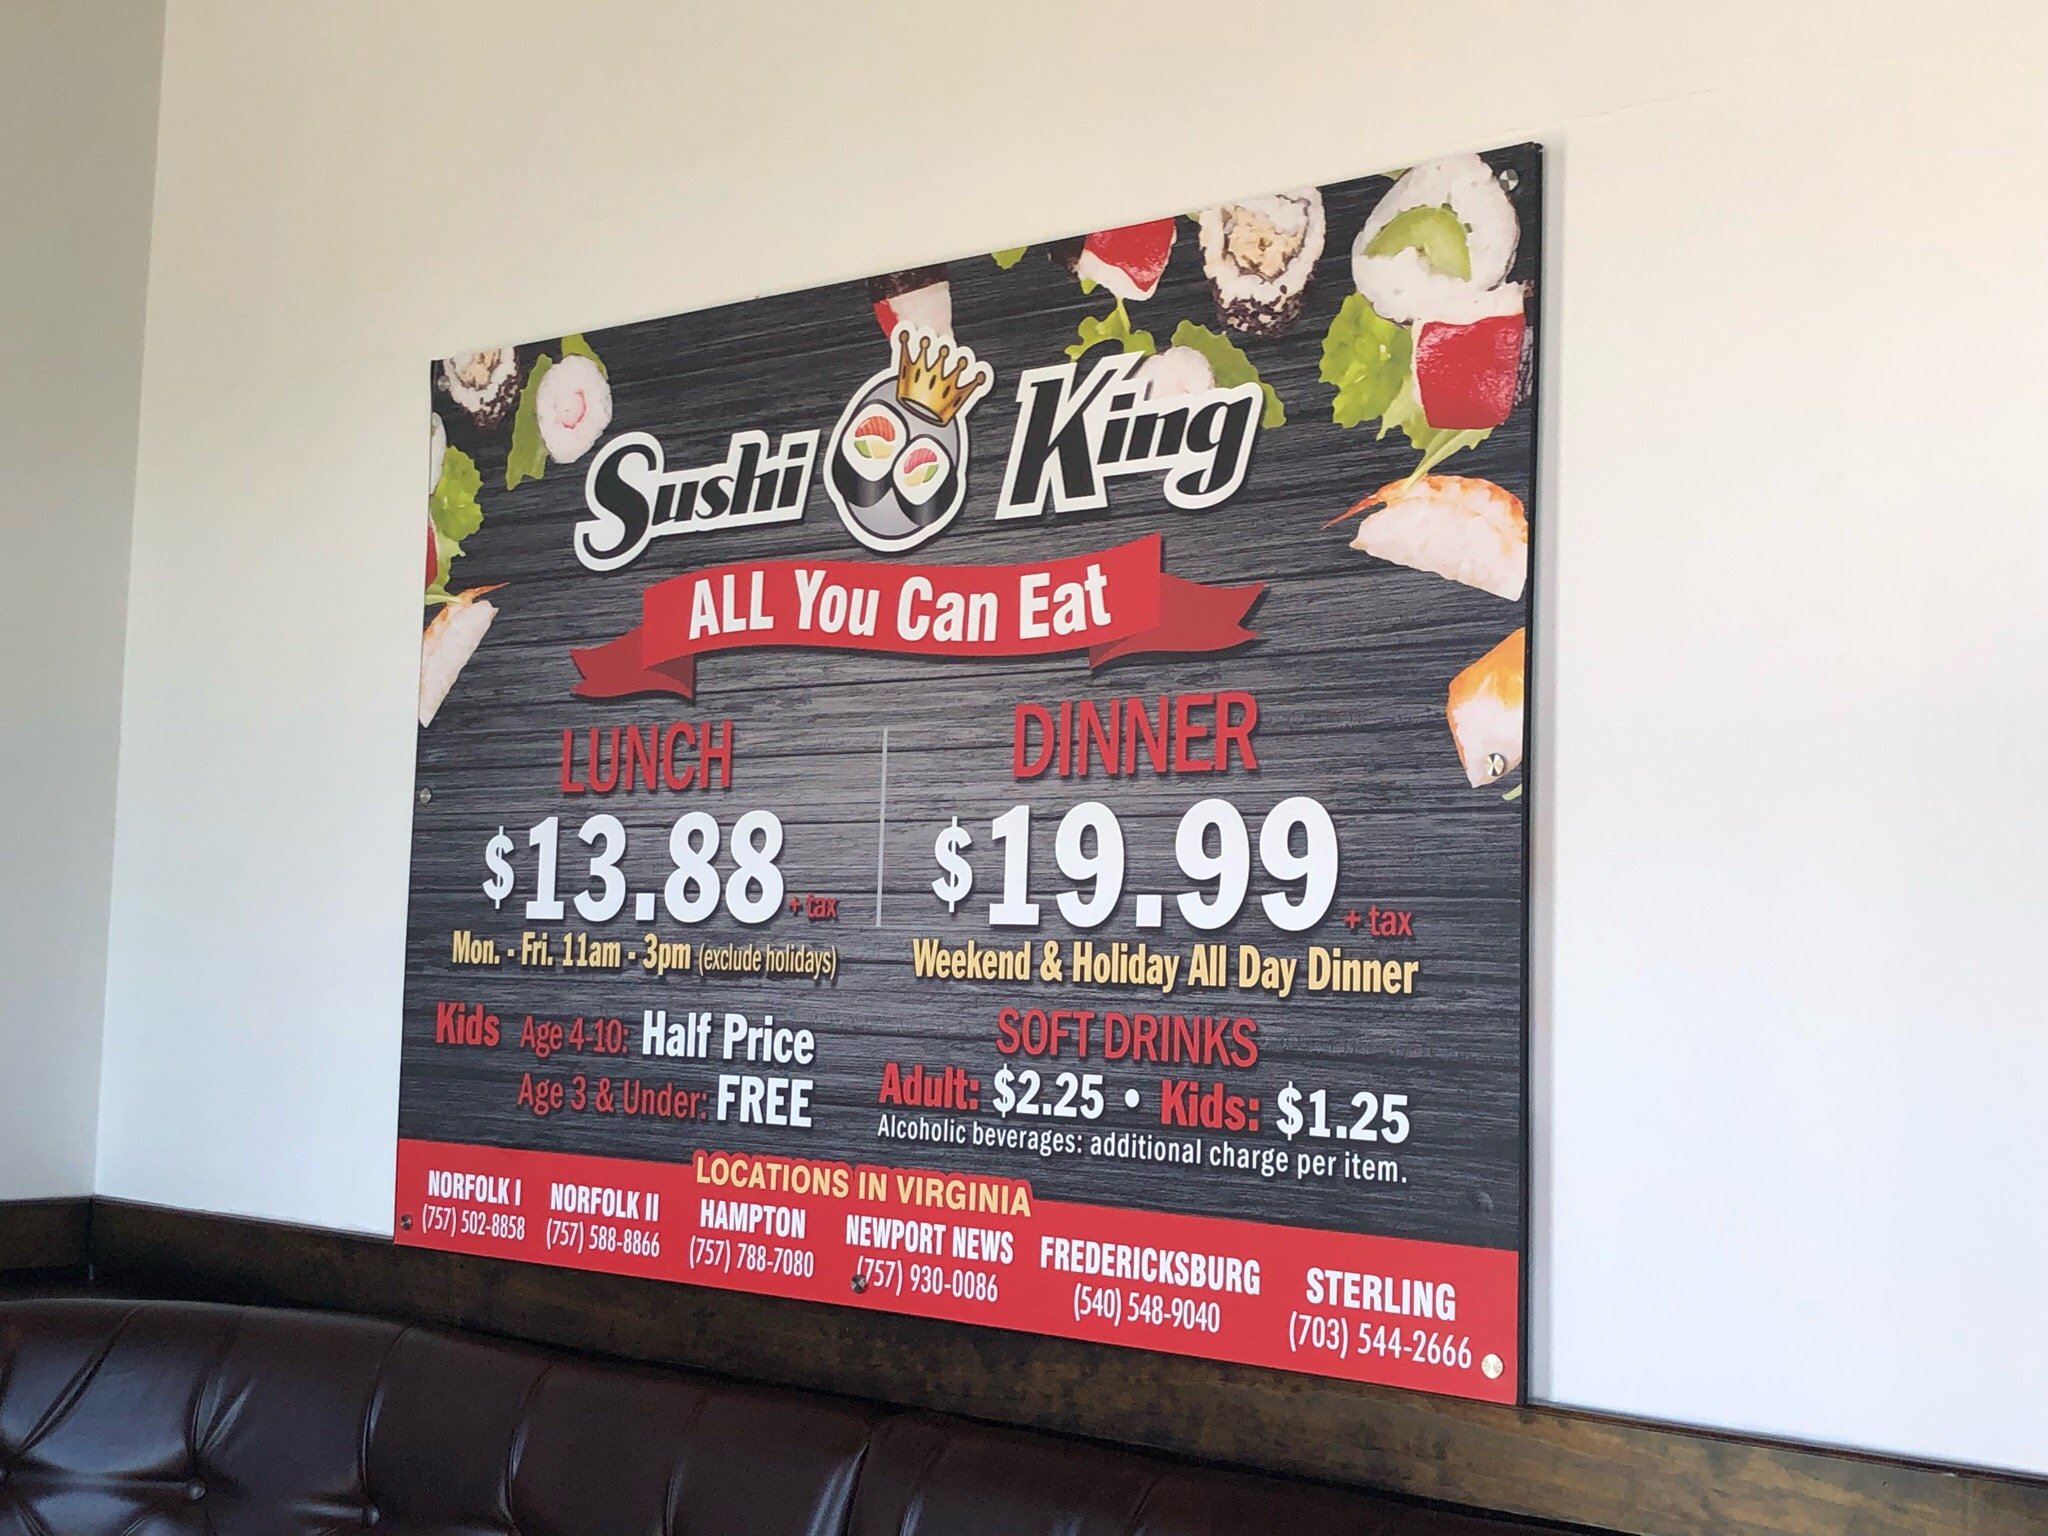 Sushi King
ALL You Can Eat
LUNCH
$13.88 + tax
Mon. - Fri. 11am - 3pm (exclude holidays)
DINNER
$19.99 + tax
Weekend & Holiday All Day Dinner
Kids Age 4-10: Half Price
Age 3 & Under: FREE
SOFT DRINKS
Adult: $2.25 • Kids: $1.25
Alcoholic beverages: additional charge per item.
LOCATIONS IN VIRGINIA
NORFOLK I
(757) 502-8858
NORFOLK II
(757) 588-8866
HAMPTON
(757) 788-7080
NEWPORT NEWS
(757) 930-0086
FREDERICKSBURG
(540) 548-9040
STERLING
(703) 544-2666